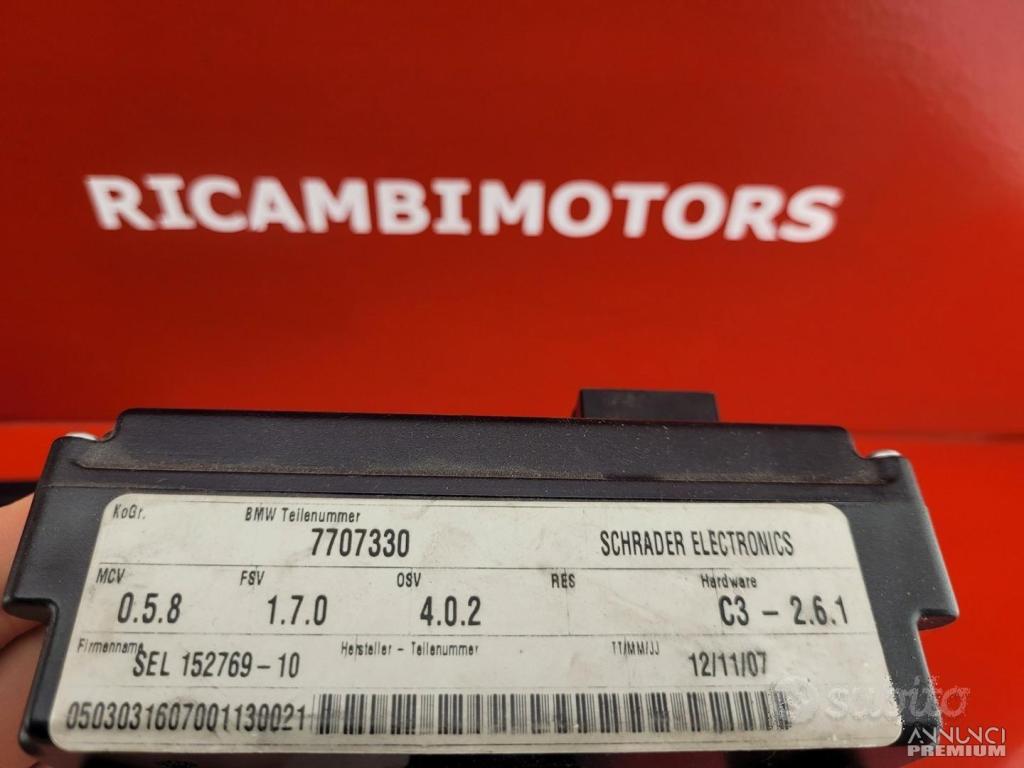 RICAMBIMOTORS
KoGr. BMW Teilenummer
7707330 SCHRADER ELECTRONICS
MCV FSV OSV RES Hardware
0.5.8 1.7.0 4.0.2 C3 - 2.6.1
Firmenname Hersteller - Teilenummer TT/MM/JJ
SEL 152769-10 12/11/07
0503031607001130021
subito
ANNUNCI
PREMIUM